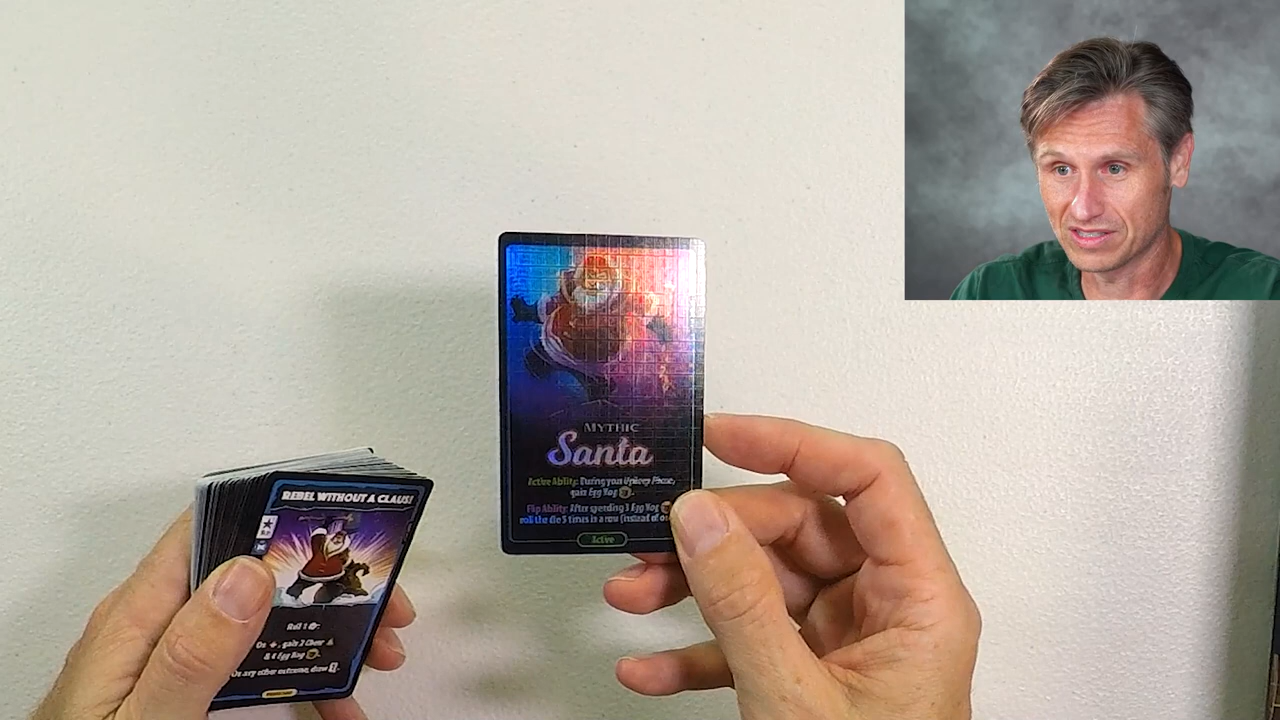 MYTHIC
Santa
Active Ability: During your Upkeep Phase,
gain Egg Nog
Flip Ability: After spending 3 Egg Nog
roll the die 3 times in a row (instead of
Active
REBEL WITHOUT A CLAUS!
Roll 1
On , gain 2 Cheer
& Egg Nog
On any other outcome, draw